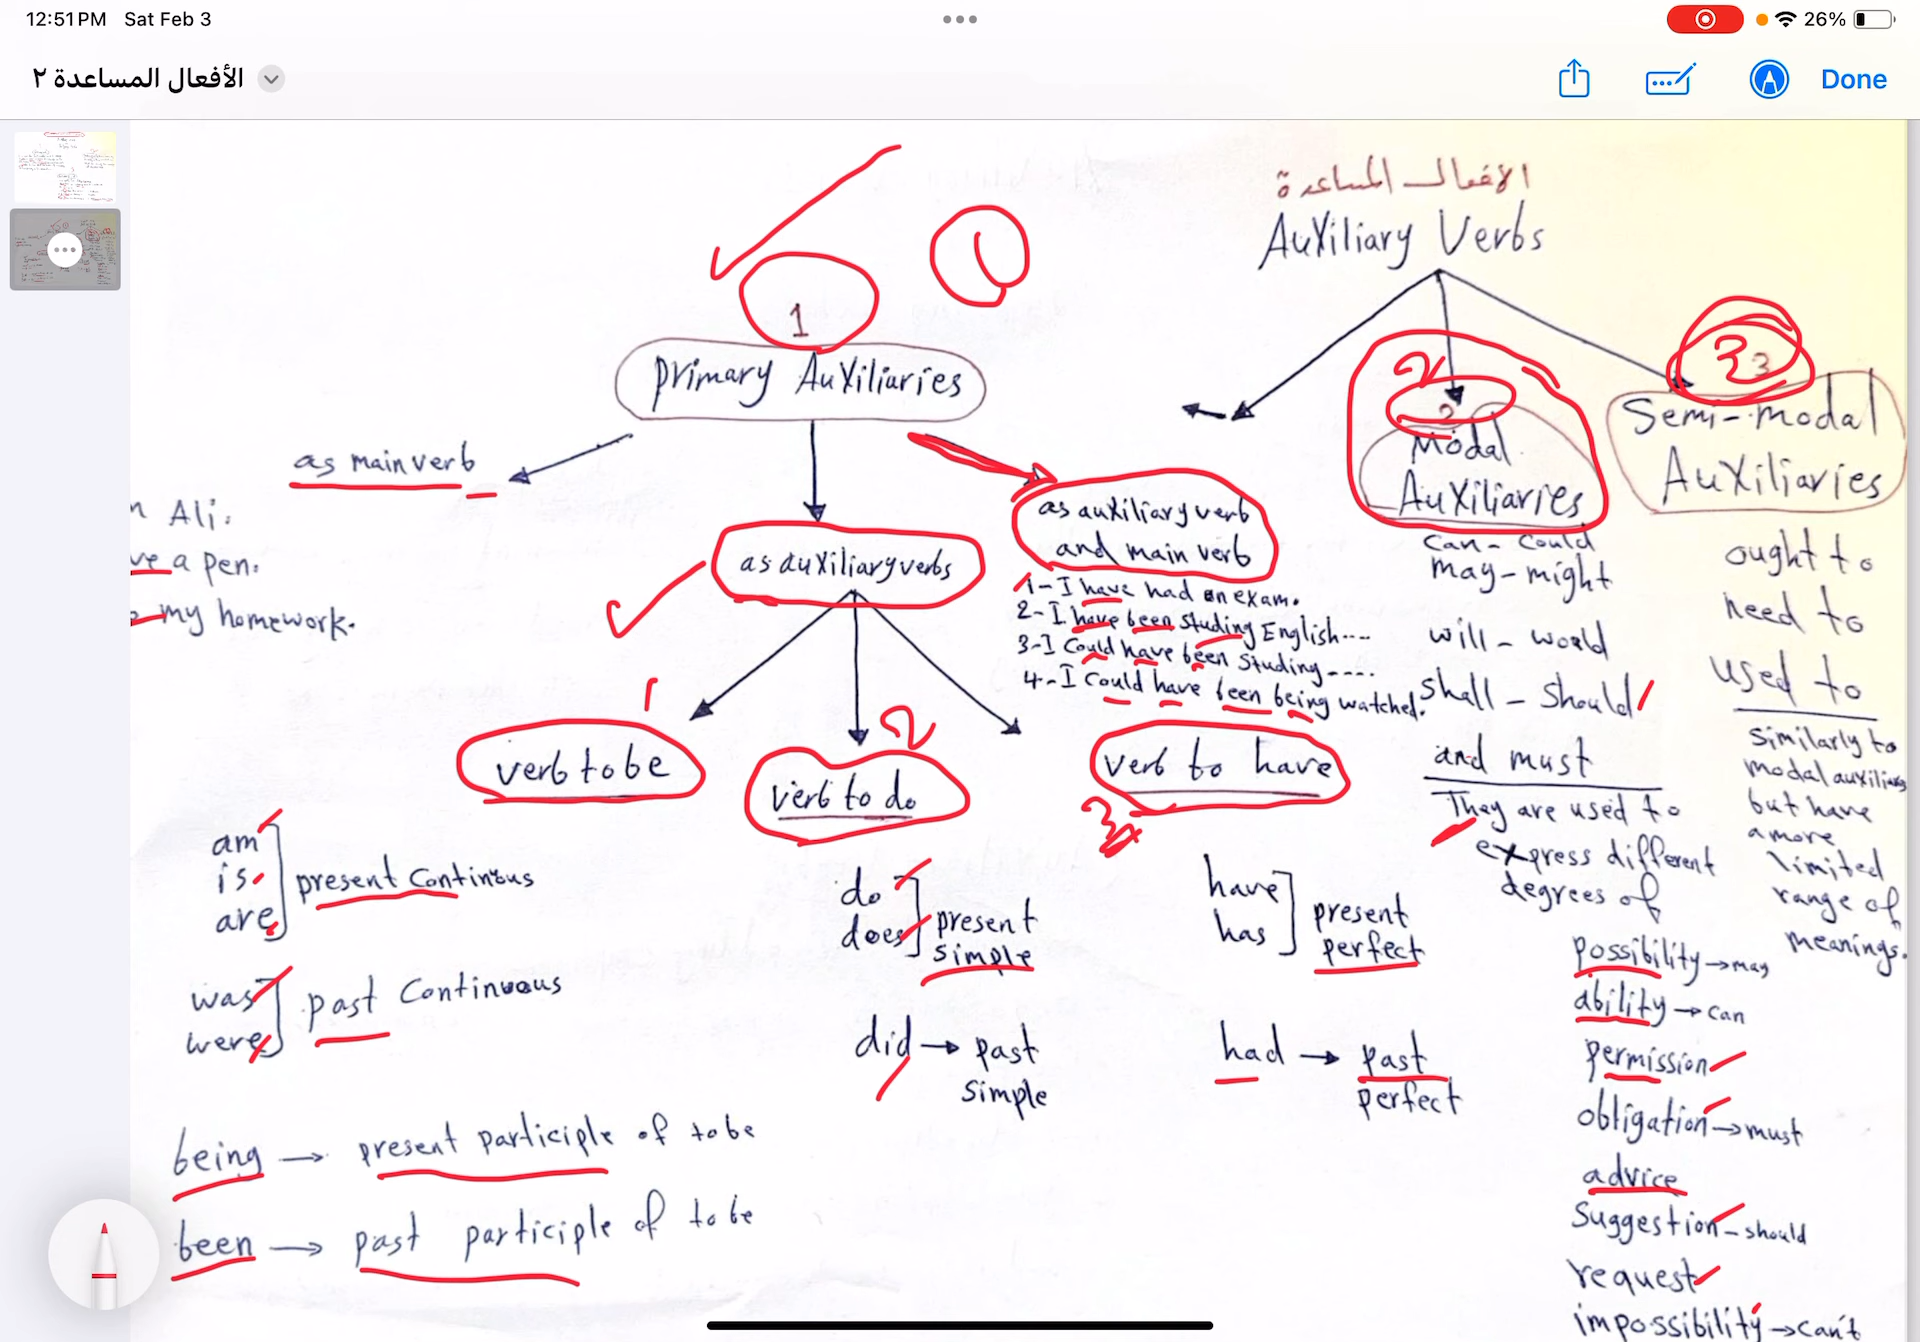 12:51 PM Sat Feb 3
26%
الأفعال المساعدة ٢
Done
الأفعال المساعدة
Auxiliary Verbs
1
1
primary Auxiliaries
2
2
Modal
Auxiliaries
3
3
Semi-modal
Auxiliaries
as main verb
Ali.
ve a pen.
my homework.
as auxiliary verbs
as auxiliary verb
and main verb
1-I have had an exam.
2-I have been studing English---
3-I Could have been studing----.
4-I Could have been being watched.
Can - Could
may - might
will - would
shall - should
and must
They are used to
express different
degrees of
possibility → may
ability → can
permission
obligation → must
advice
suggestion - should
request
impossibility → can't
ought to
need to
used to
Similarly to
modal auxiliaries
but have
a more
limited
range of
meanings.
1
verb to be
2
verb to do
verb to have
3
am
is
are
present Continuous
was
were
past Continuous
being → present participle of to be
been → past participle of to be
do
does
present
simple
did → past
simple
have
has
present
perfect
had → past
perfect